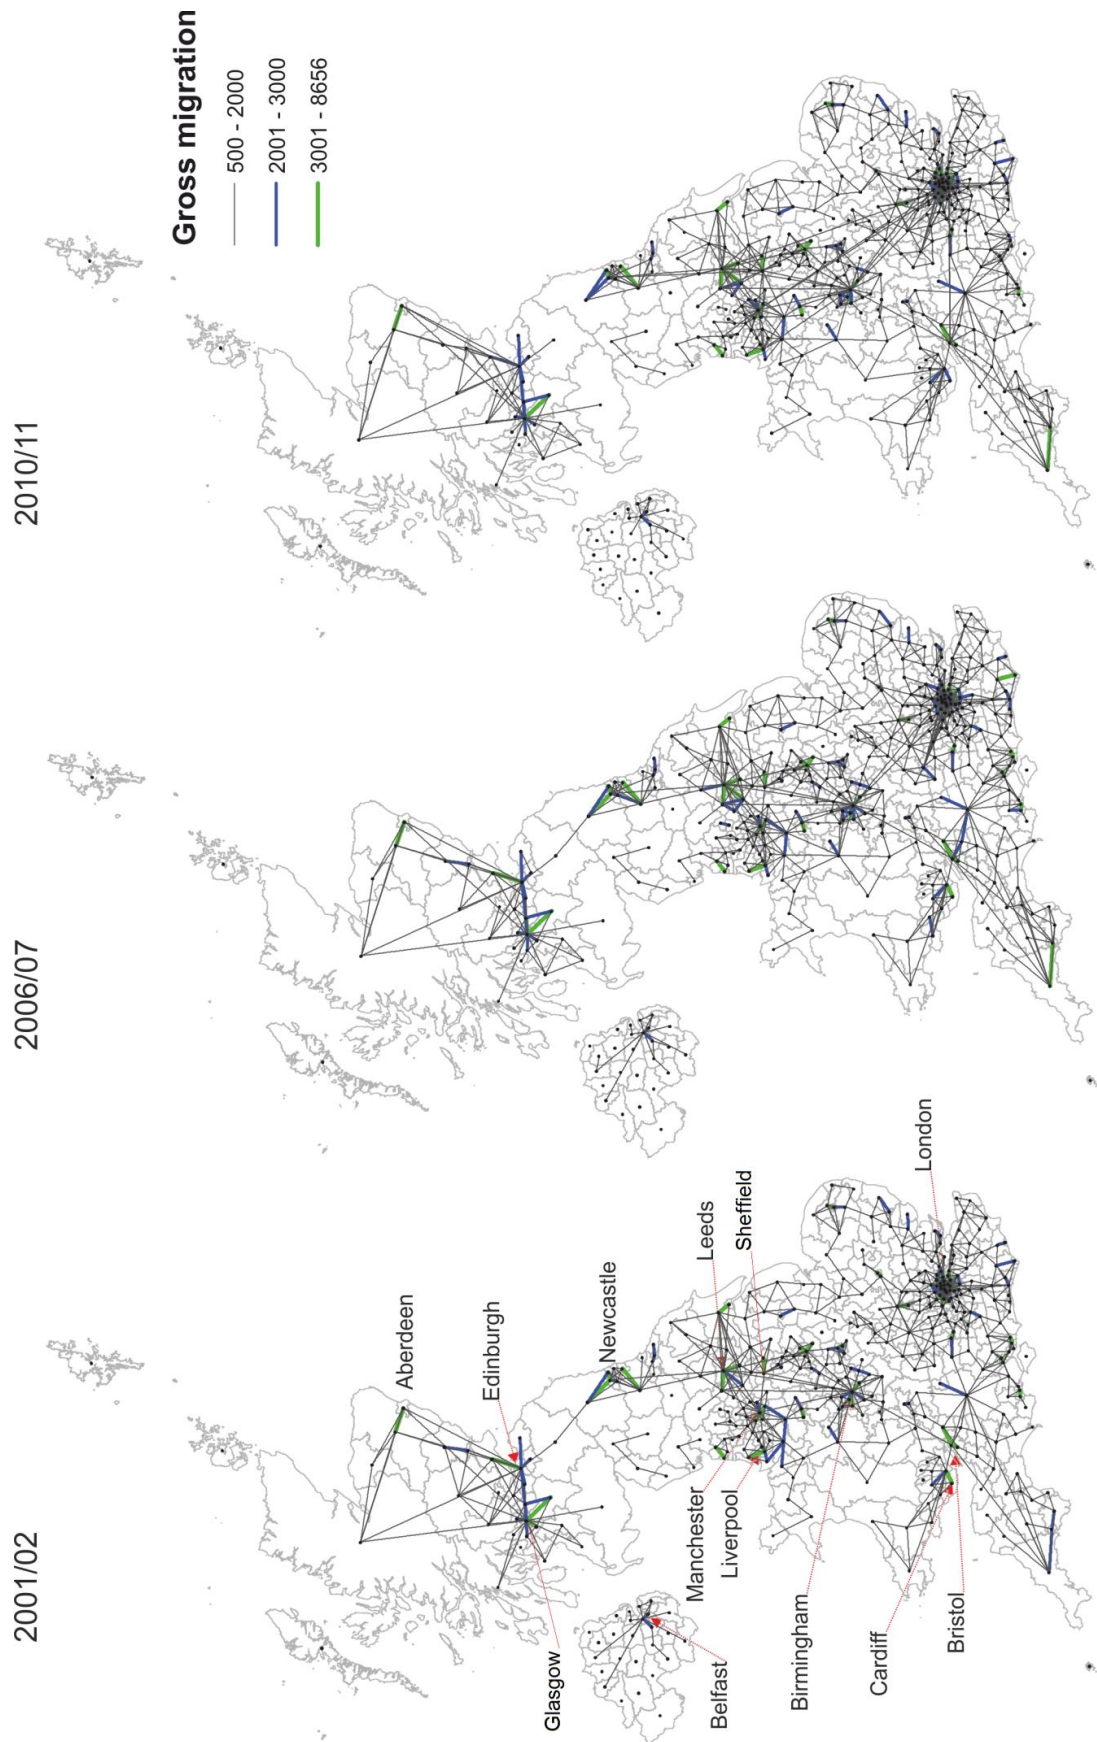 2001/02
2006/07
2010/11
Gross migration
500 - 2000
2001 - 3000
3001 - 8656
Aberdeen
Edinburgh
Glasgow
Newcastle
Belfast
Leeds
Sheffield
Manchester
Liverpool
Birmingham
Cardiff
Bristol
London